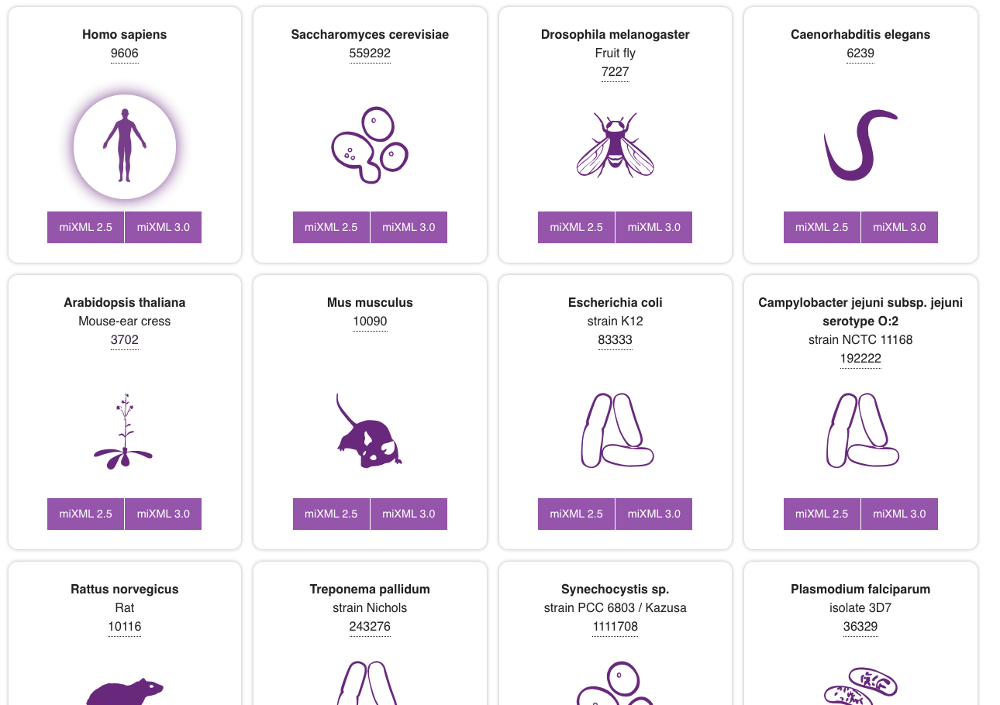 Homo sapiens
9606
miXML 2.5
miXML 3.0
Saccharomyces cerevisiae
559292
miXML 2.5
miXML 3.0
Drosophila melanogaster
Fruit fly
7227
miXML 2.5
miXML 3.0
Caenorhabditis elegans
6239
miXML 2.5
miXML 3.0
Arabidopsis thaliana
Mouse-ear cress
3702
miXML 2.5
miXML 3.0
Mus musculus
10090
miXML 2.5
miXML 3.0
Escherichia coli
strain K12
83333
miXML 2.5
miXML 3.0
Campylobacter jejuni subsp. jejuni
serotype O:2
strain NCTC 11168
192222
miXML 2.5
miXML 3.0
Rattus norvegicus
Rat
10116
Treponema pallidum
strain Nichols
243276
Synechocystis sp.
strain PCC 6803 / Kazusa
1111708
Plasmodium falciparum
isolate 3D7
36329